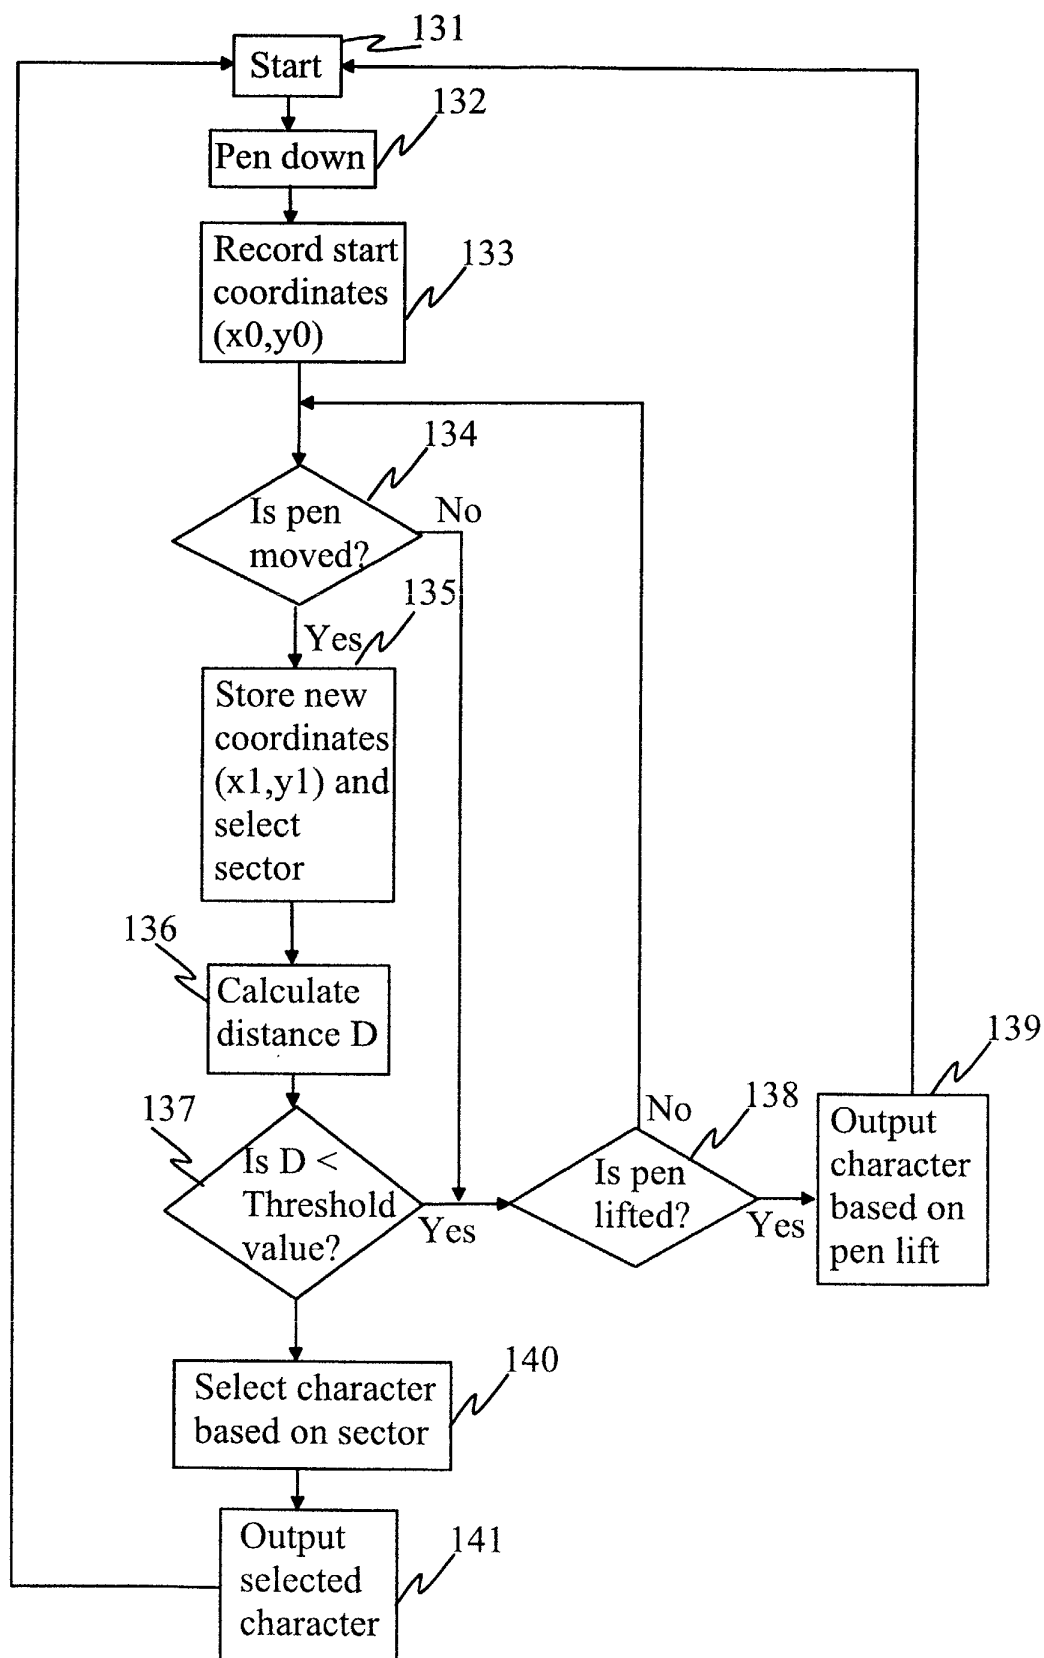 131
Start
132
Pen down
133
Record start
coordinates
(x0,y0)
134
Is pen
moved?
No
135
Yes
Store new
coordinates
(x1,y1) and
select
sector
136
Calculate
distance D
137
Is D <
Threshold
value?
Yes
No
138
Is pen
lifted?
Yes
139
Output
character
based on
pen lift
140
Select character
based on sector
141
Output
selected
character